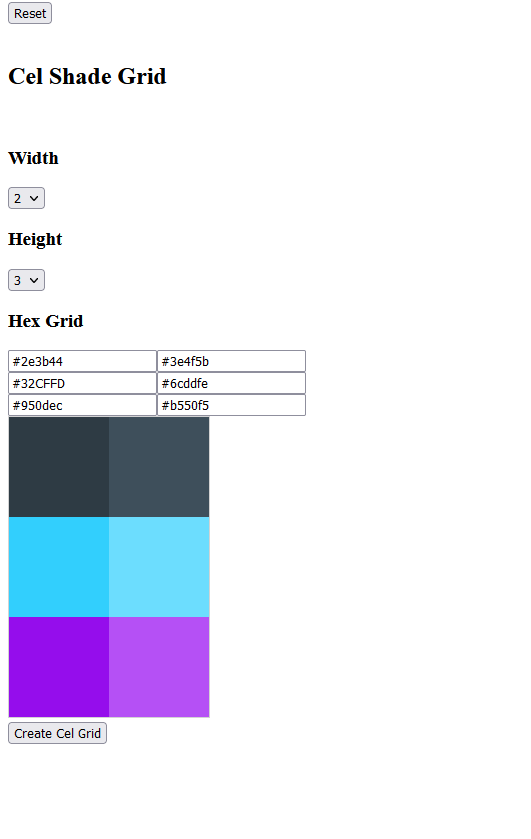 Reset
Cel Shade Grid
Width
2
Height
3
Hex Grid
#2e3b44 #3e4f5b
#32CFFD #6cddfe
#950dec #b550f5
Create Cel Grid